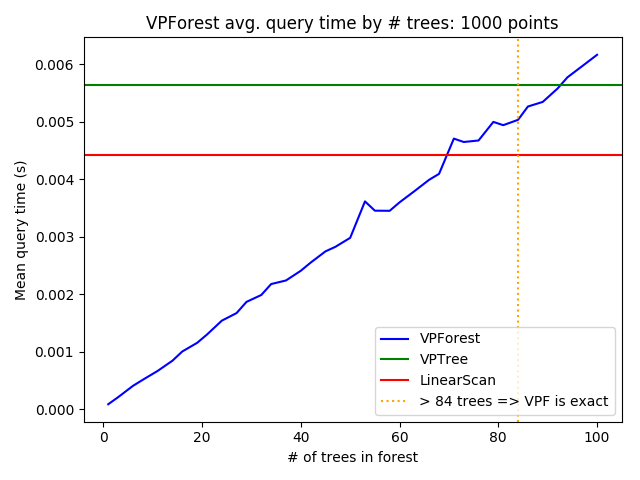 VPForest avg. query time by # trees: 1000 points
Mean query time (s)
0.006
0.005
0.004
0.003
0.002
0.001
0.000
VPForest
VPTree
LinearScan
> 84 trees => VPF is exact
0 20 40 60 80 100
# of trees in forest